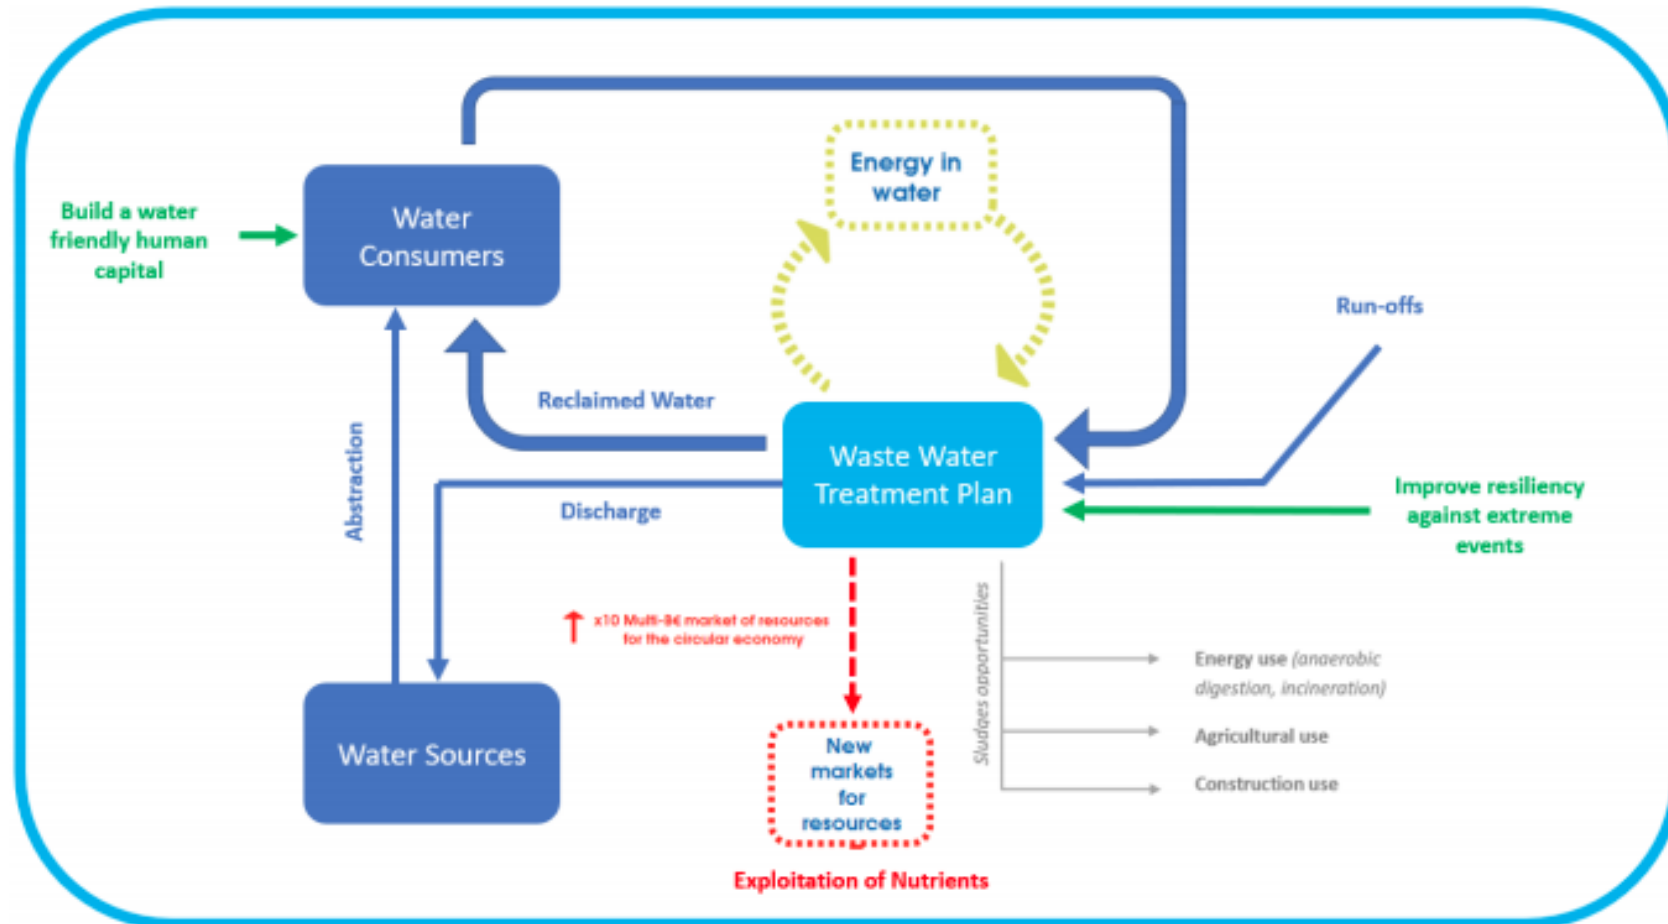 Energy in
water
Water
Consumers
Build a water
friendly human
capital
Run-offs
Reclaimed Water
Abstraction
Waste Water
Treatment Plan
Discharge
Improve resiliency
against extreme
events
x10 Multi-B€ market of resources
for the circular economy
Sludges opportunities
Energy use (anaerobic
digestion, incineration)
Agricultural use
Construction use
Water Sources
New
markets
for
resources
Exploitation of Nutrients